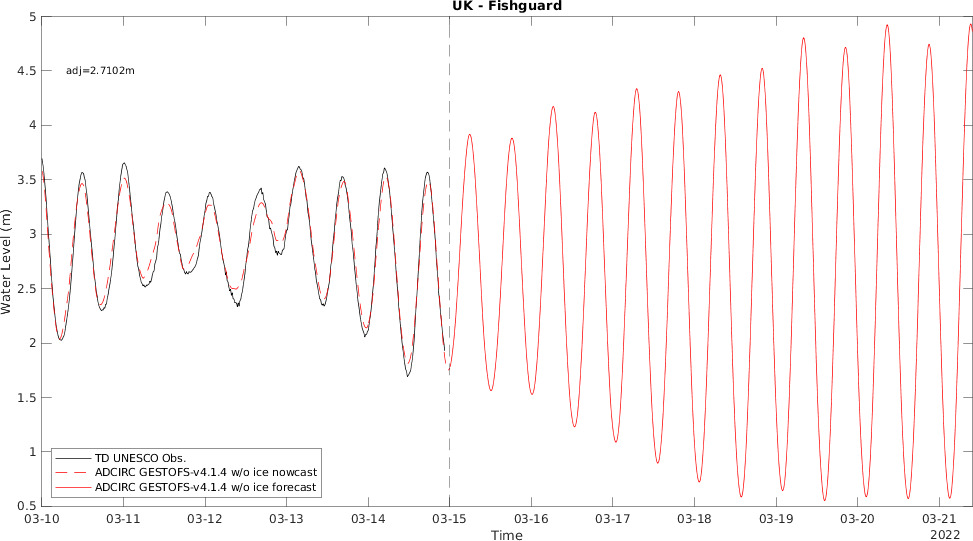 UK - Fishguard
5
4.5
4
3.5
3
2.5
2
1.5
1
0.5
Water Level (m)
adj=2.7102m
TD UNESCO Obs.
ADCIRC GESTOFS-v4.1.4 w/o ice nowcast
ADCIRC GESTOFS-v4.1.4 w/o ice forecast
03-10 03-11 03-12 03-13 03-14 03-15 03-16 03-17 03-18 03-19 03-20 03-21
Time
2022